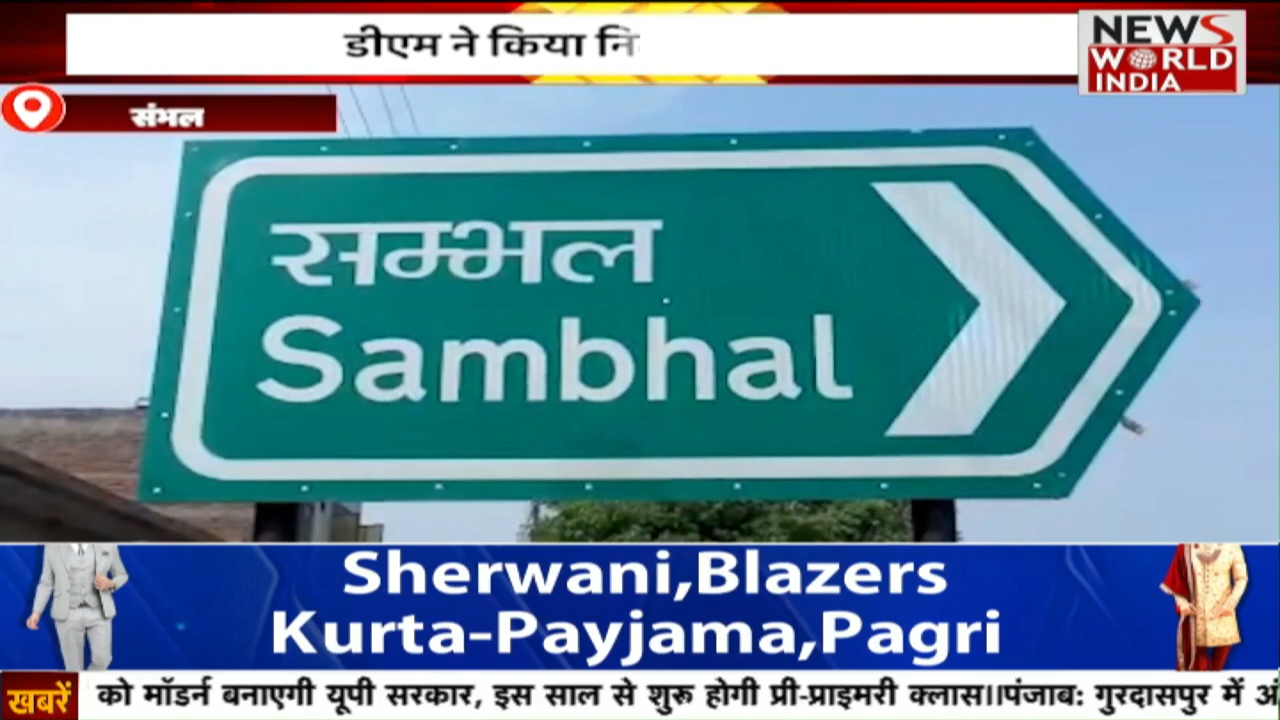 डीएम ने किया
NEWS
WORLD
INDIA
संभल
सम्भल
Sambhal
Sherwani,Blazers
Kurta-Payjama,Pagri
खबरें
को मॉडर्न बनाएगी यूपी सरकार, इस साल से शुरू होगी प्री-प्राइमरी क्लास।।पंजाब: गुरदासपुर में